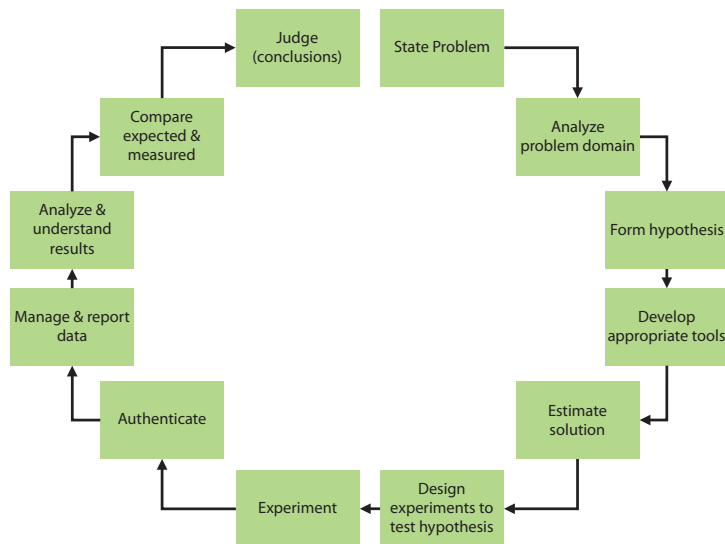 State Problem
Analyze
problem domain
Form hypothesis
Develop
appropriate tools
Estimate
solution
Design
experiments to
test hypothesis
Experiment
Authenticate
Manage & report
data
Analyze &
understand
results
Compare
expected &
measured
Judge
(conclusions)